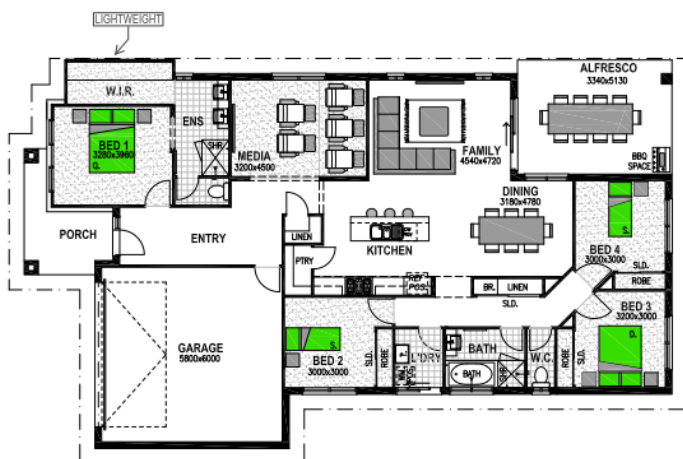 LIGHTWEIGHT
W.I.R.
ENS
SHR
BED 1
3280x3960
Q.
MEDIA
3200x4500
FAMILY
4540x4720
ALFRESCO
3340x5130
BBQ
SPACE
DINING
3180x4780
PORCH
ENTRY
LINEN
KITCHEN
PTRY
REF
POS.
BR.
LINEN
SLD.
BED 4
3000x3000
S.
SLD.
ROBE
GARAGE
5800x6000
BED 2
3000x3000
S.
SLD.
ROBE
L'DRY
BATH
BATH
SHR
W.C.
ROBE
SLD.
BED 3
3200x3000
D.